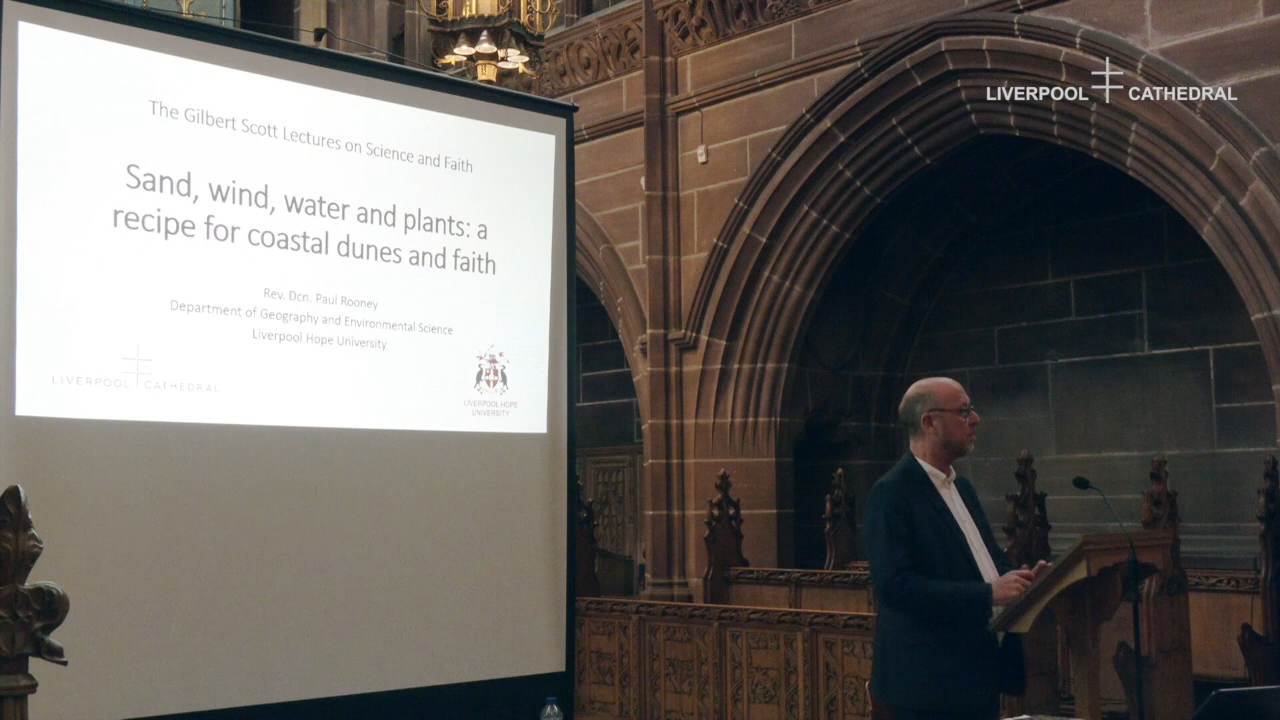 The Gilbert Scott Lectures on Science and Faith
Sand, wind, water and plants: a
recipe for coastal dunes and faith
Rev. Dcn. Paul Rooney
Department of Geography and Environmental Science
Liverpool Hope University
LIVERPOOL CATHEDRAL
LIVERPOOL HOPE
UNIVERSITY
LIVERPOOL CATHEDRAL